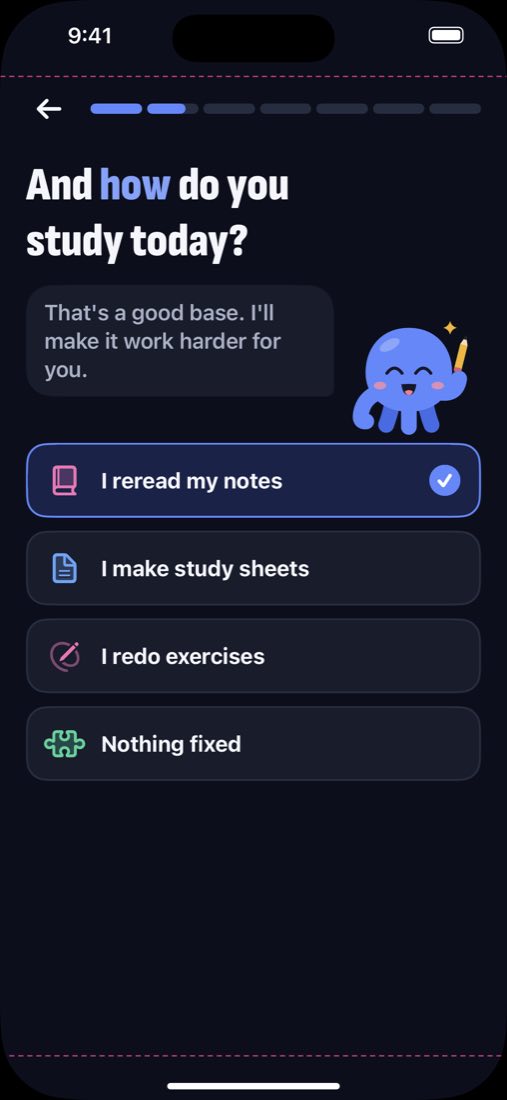 9:41
And how do you
study today?
That's a good base. I'll
make it work harder for
you.
I reread my notes
I make study sheets
I redo exercises
Nothing fixed